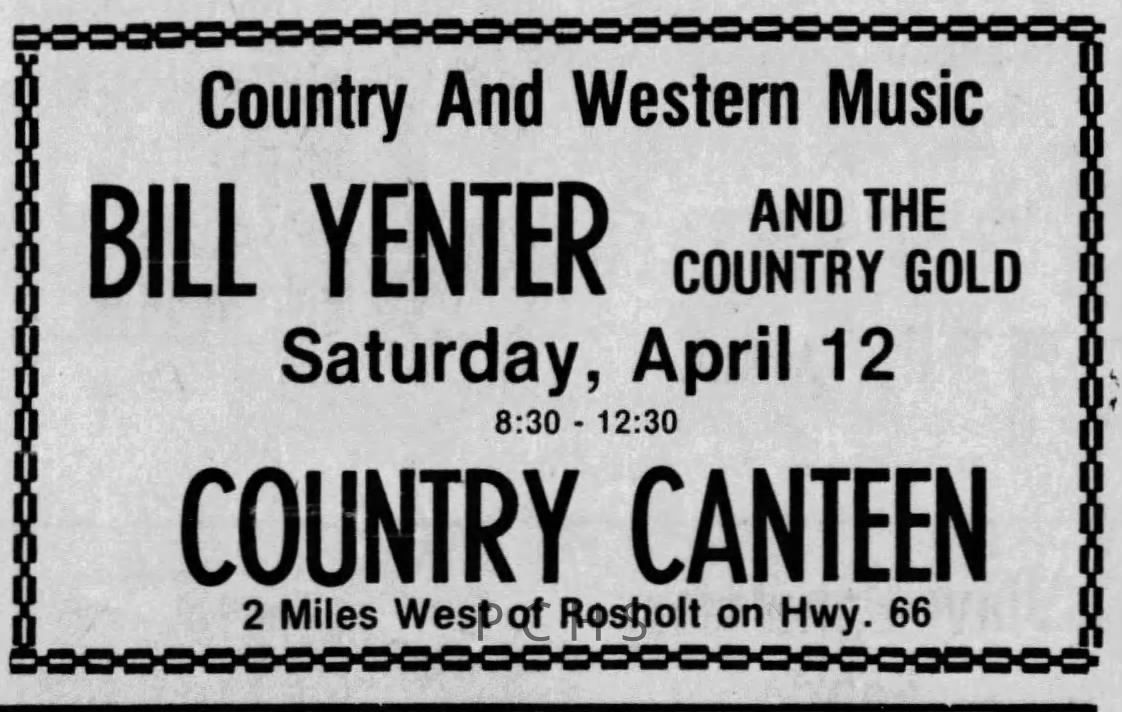 Country And Western Music
BILL YENTER AND THE
COUNTRY GOLD
Saturday, April 12
8:30 - 12:30
COUNTRY CANTEEN
2 Miles West of Rosholt on Hwy. 66
PCHS